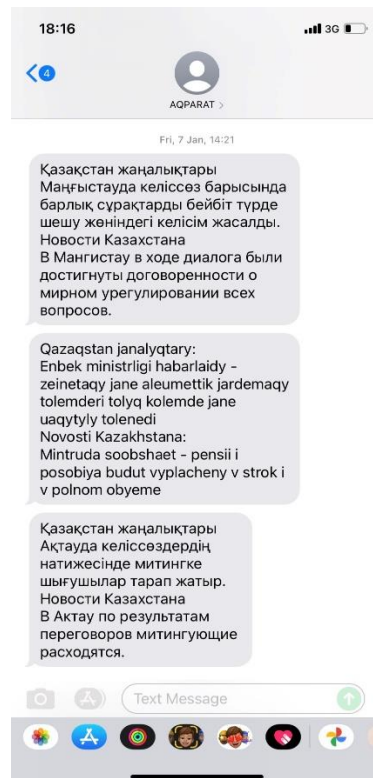 18:16
3G
4
AQPARAT >
Fri, 7 Jan, 14:21
Қазақстан жаңалықтары
Маңғыстауда келіссөз барысында
барлық сұрақтарды бейбіт түрде
шешу жөніндегі келісім жасалды.
Новости Казахстана
В Мангистау в ходе диалога были
достигнуты договоренности о
мирном урегулировании всех
вопросов.
Qazaqstan janalyqtary:
Enbek ministrligi habarlaidy -
zeinetaqy jane aleumettik jardemaqy
tolemderi tolyq kolemde jane
uaqytyly tolenedi
Novosti Kazakhstana:
Mintruda soobshaet - pensii i
posobiya budut vyplacheny v strok i
v polnom obyeme
Қазақстан жаңалықтары
Ақтауда келіссөздердің
натижесінде митингке
шығушылар тарап жатыр.
Новости Казахстана
В Актау по результатам
переговоров митингующие
расходятся.
Text Message